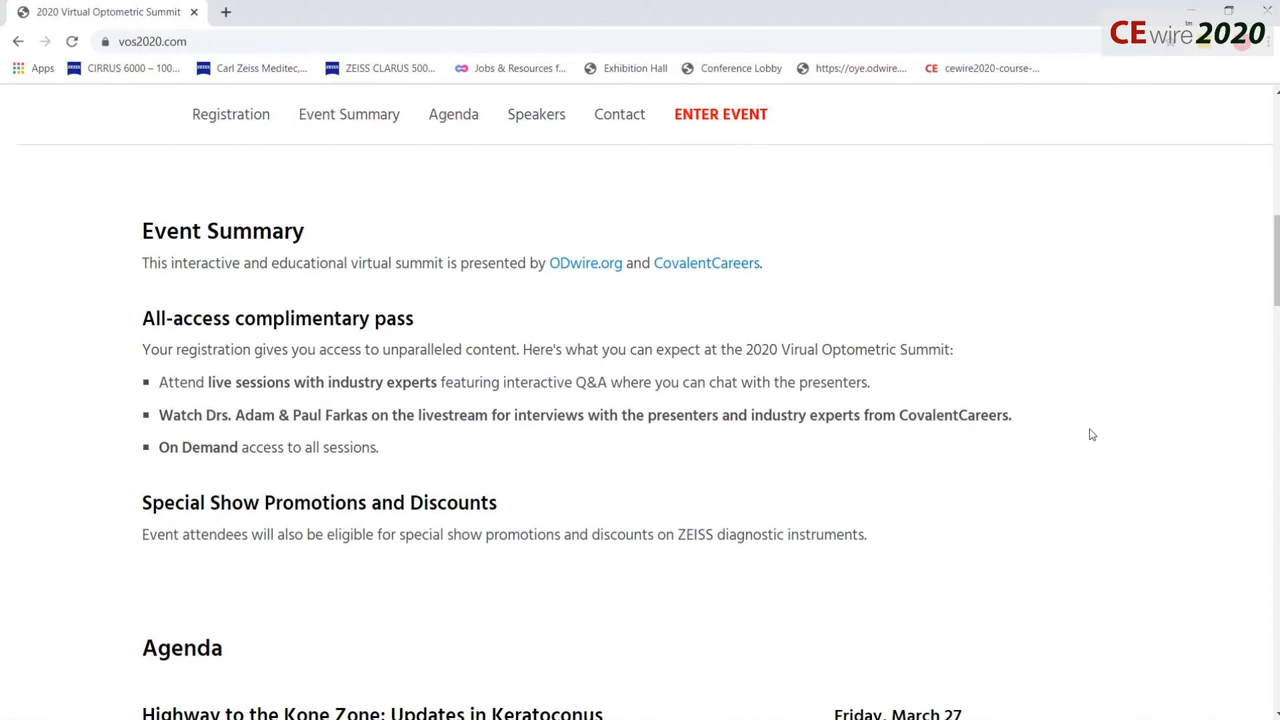 2020 Virtual Optometric Summit
CEwire™2020
vos2020.com
Apps CIRRUS 6000 – 100... Carl Zeiss Meditec,... ZEISS CLARUS 500... Jobs & Resources f... Exhibition Hall Conference Lobby https://oye.odwire.... CE cewire2020-course-...
Registration Event Summary Agenda Speakers Contact ENTER EVENT
Event Summary
This interactive and educational virtual summit is presented by ODwire.org and CovalentCareers.
All-access complimentary pass
Your registration gives you access to unparalleled content. Here's what you can expect at the 2020 Virual Optometric Summit:
▪ Attend live sessions with industry experts featuring interactive Q&A where you can chat with the presenters.
▪ Watch Drs. Adam & Paul Farkas on the livestream for interviews with the presenters and industry experts from CovalentCareers.
▪ On Demand access to all sessions.
Special Show Promotions and Discounts
Event attendees will also be eligible for special show promotions and discounts on ZEISS diagnostic instruments.
Agenda
Highway to the Kone Zone: Updates in Keratoconus Friday, March 27